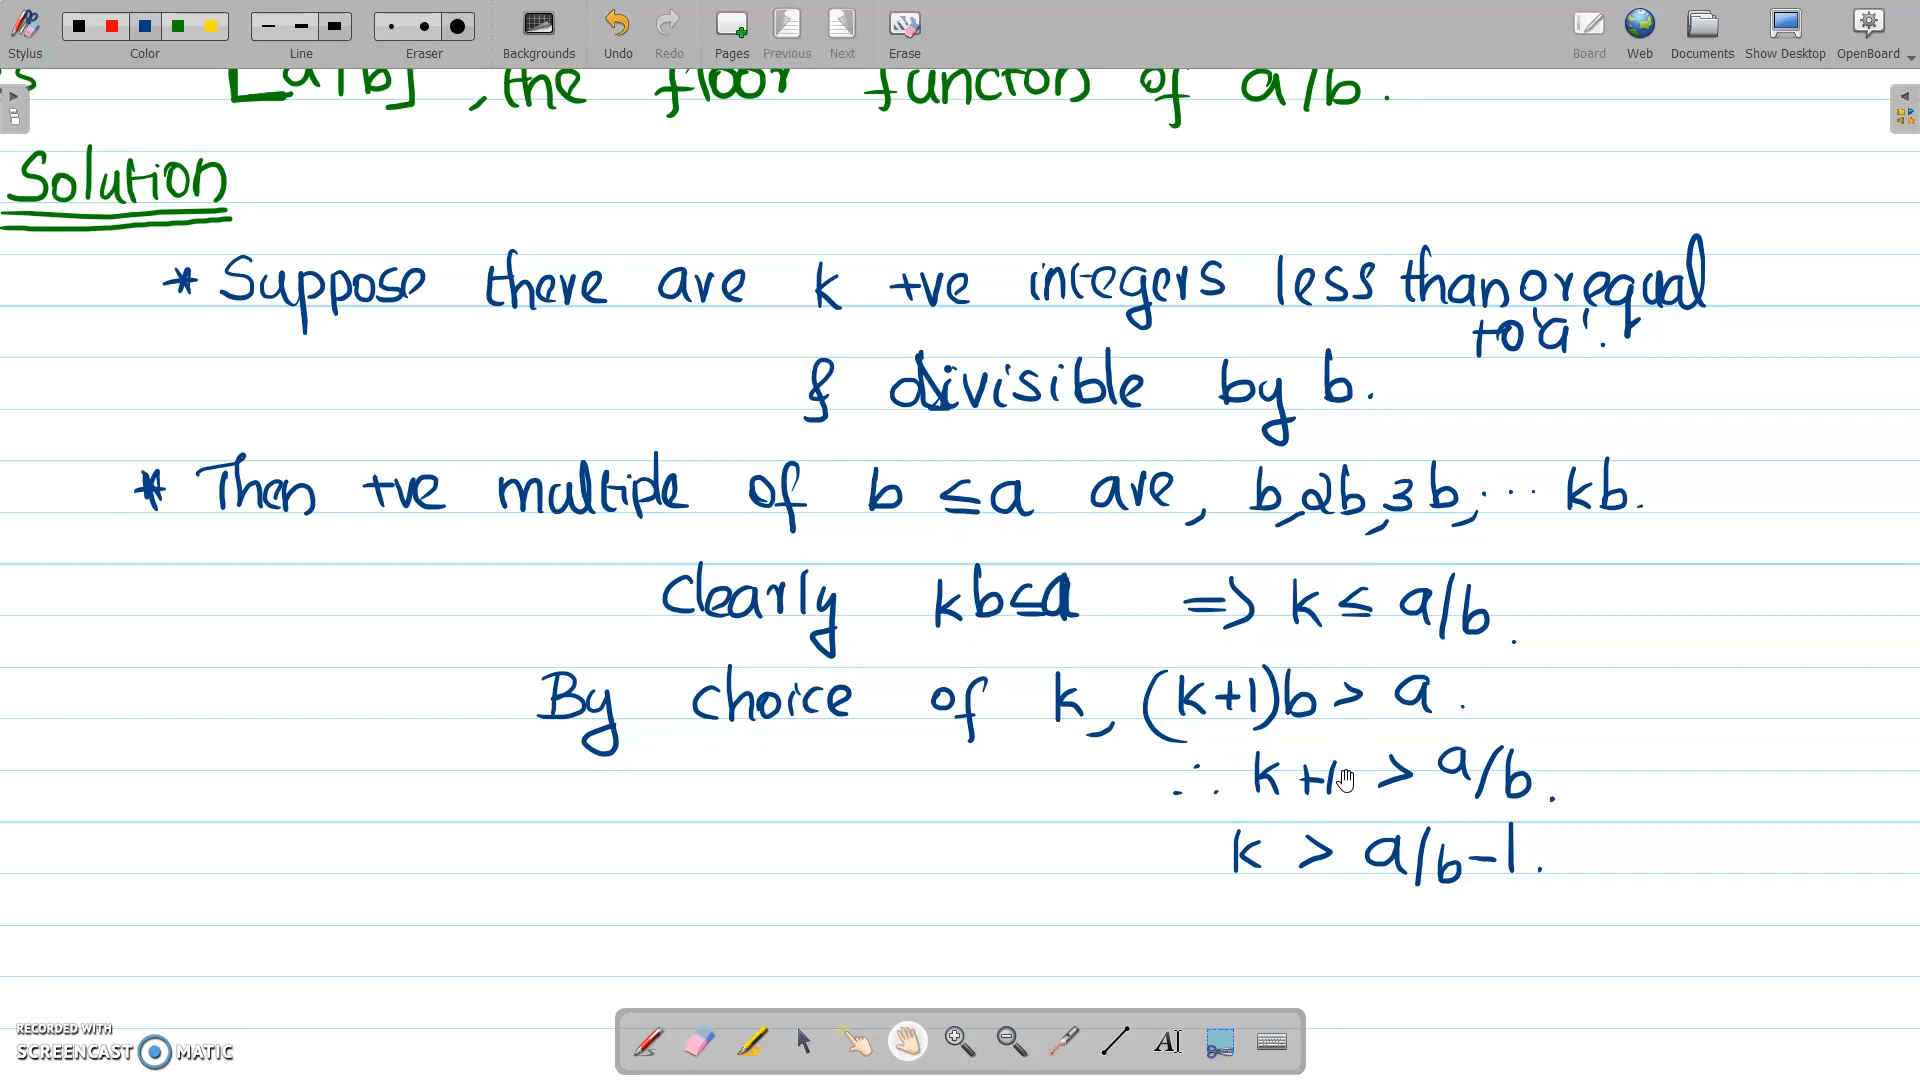 Stylus Color Line Eraser Backgrounds Undo Redo Pages Previous Next Erase Board Web Documents Show Desktop OpenBoard
⌊a/b⌋, the floor functon of a/b.
Solution
* Suppose there are k +ve integers less than or equal
to 'a'.
& divisible by b.
* Then +ve multiple of b ≤ a are, b, 2b, 3b, ... kb.
Clearly kb ≤ a => k ≤ a/b.
By choice of k, (k+1)b > a.
∴ k+1 > a/b.
k > a/b-1.
RECORDED WITH
SCREENCAST MATIC